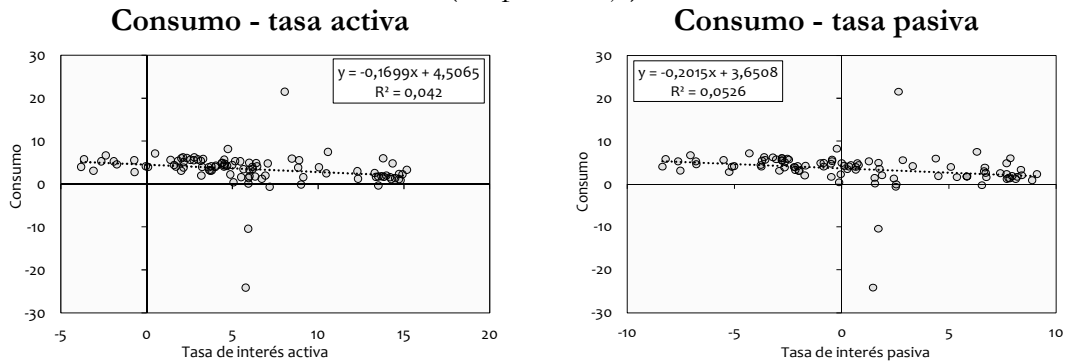 Consumo - tasa activa
30
20
10
0
-10
-20
-30
-5
0
5
10
15
20
Consumo
Tasa de interés activa
y = -0,1699x + 4,5065
R² = 0,042
Consumo - tasa pasiva
30
20
10
0
-10
-20
-30
-10
-5
0
5
10
Consumo
Tasa de interés pasiva
y = -0,2015x + 3,6508
R² = 0,0526